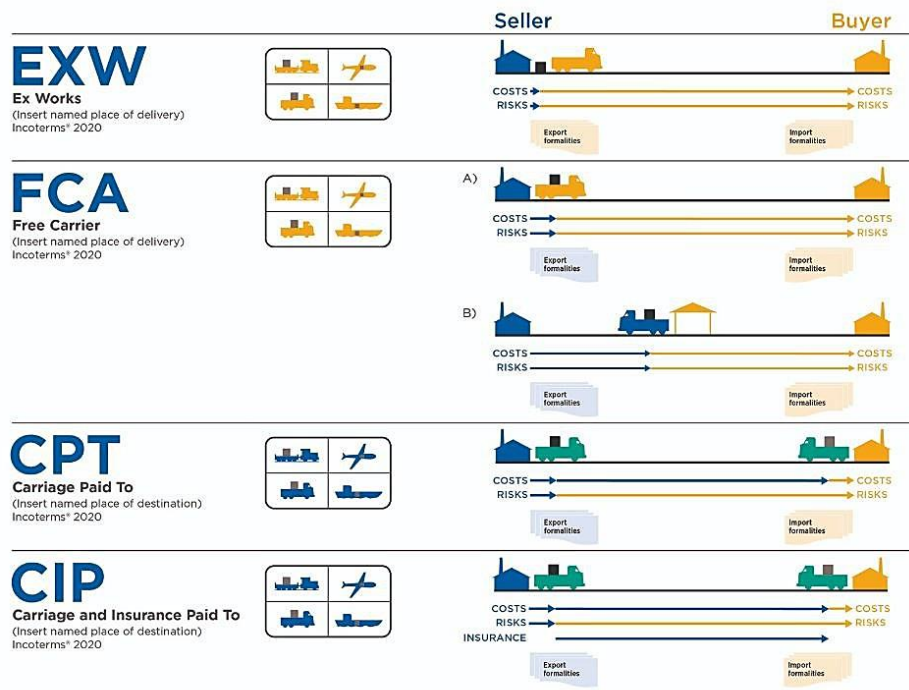 Seller Buyer
EXW
Ex Works
(Insert named place of delivery)
Incoterms® 2020
COSTS COSTS
RISKS RISKS
Export
formalities
Import
formalities
FCA
Free Carrier
(Insert named place of delivery)
Incoterms® 2020
A)
COSTS COSTS
RISKS RISKS
Export
formalities
Import
formalities
B)
COSTS COSTS
RISKS RISKS
Export
formalities
Import
formalities
CPT
Carriage Paid To
(Insert named place of destination)
Incoterms® 2020
COSTS COSTS
RISKS RISKS
Export
formalities
Import
formalities
CIP
Carriage and Insurance Paid To
(Insert named place of destination)
Incoterms® 2020
COSTS COSTS
RISKS RISKS
INSURANCE
Export
formalities
Import
formalities